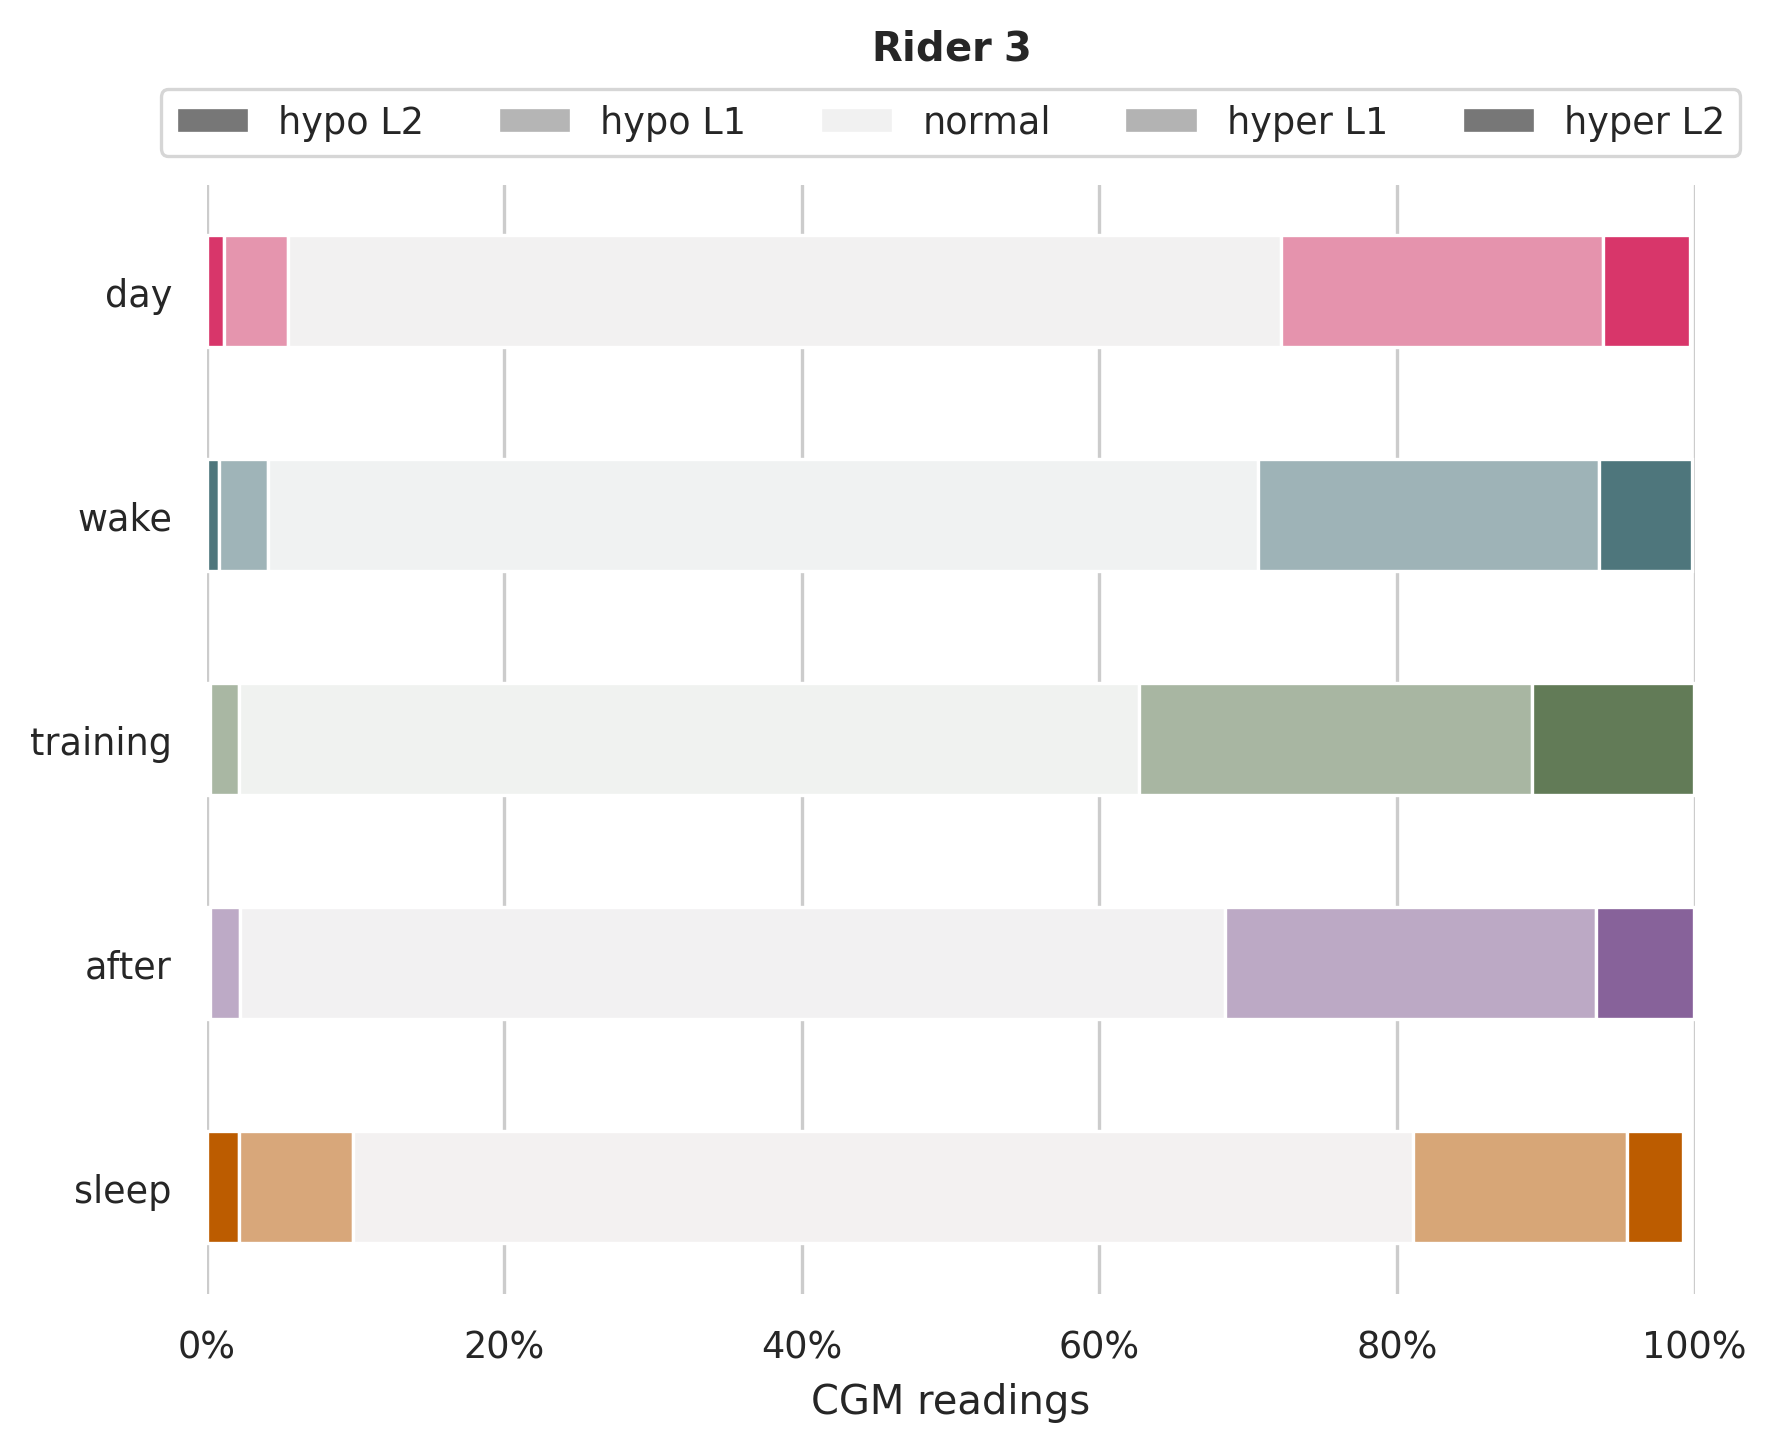 Rider 3
hypo L2 hypo L1 normal hyper L1 hyper L2
day
wake
training
after
sleep
0% 20% 40% 60% 80% 100%
CGM readings